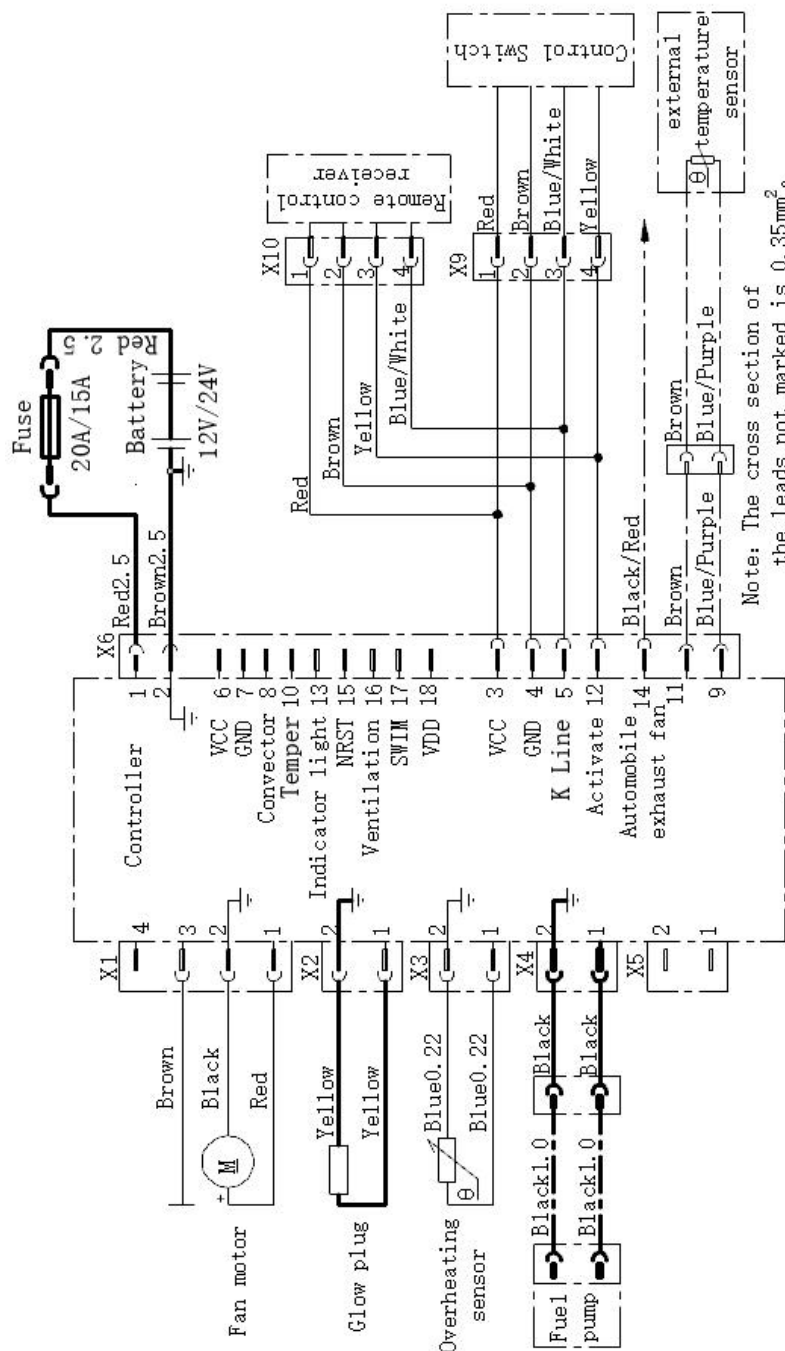 Fuse
20A/15A
Red 2.5
Battery
12V/24V
Red2.5
Brown2.5
X6
1
2
6
7
8
10
13
15
16
17
18
3
4
5
12
14
11
9
Controller
VCC
GND
Convector
Temper
Indicator light
NRST
Ventilation
SWIM
VDD
VCC
GND
K Line
Activate
Automobile
exhaust fan
Remote control
receiver
X10
1
2
3
4
Red
Brown
Yellow
Blue/White
Control Switch
Red
Brown
Blue/White
Yellow
X9
1
2
3
4
Black/Red
external
temperature
sensor
θ
Brown
Blue/Purple
Brown
Blue/Purple
Note: The cross section of
the leads not marked is 0.35mm².
X1
4
3
2
1
Brown
Black
Red
M
+
Fan motor
X2
2
1
Yellow
Yellow
Glow plug
X3
2
1
Blue0.22
Blue0.22
θ
Overheating
sensor
X4
2
1
Black
Black
Black1.0
Black1.0
Fuel
pump
X5
2
1